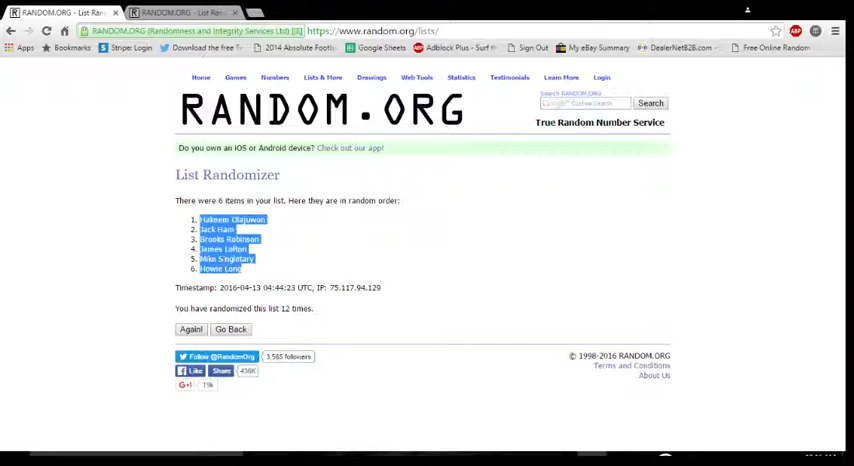 RANDOM.ORG - List Ran
RANDOM.ORG - List Ran
RANDOM.ORG (Randomness and Integrity Services Ltd) [IE] https://www.random.org/lists/
Apps Bookmarks Stripe: Login Download the free T 2014 Absolute Footb Google Sheets Adblock Plus - Surf t Sign Out My eBay Summary DealerNetB2B.com - Free Online Random
Home Games Numbers Lists & More Drawings Web Tools Statistics Testimonials Learn More Login
Search RANDOM.ORG
Google Custom Search Search
RANDOM.ORG
True Random Number Service
Do you own an iOS or Android device? Check out our app!
List Randomizer
There were 6 items in your list. Here they are in random order:
1. Hakeem Olajuwon
2. Jack Ham
3. Brooks Robinson
4. James Lofton
5. Mike Singletary
6. Howie Long
Timestamp: 2016-04-13 04:44:23 UTC, IP: 75.117.94.129
You have randomized this list 12 times.
Again! Go Back
Follow @RandomOrg 3,565 followers
Like Share 436K
G+1 19k
© 1998-2016 RANDOM.ORG
Terms and Conditions
About Us